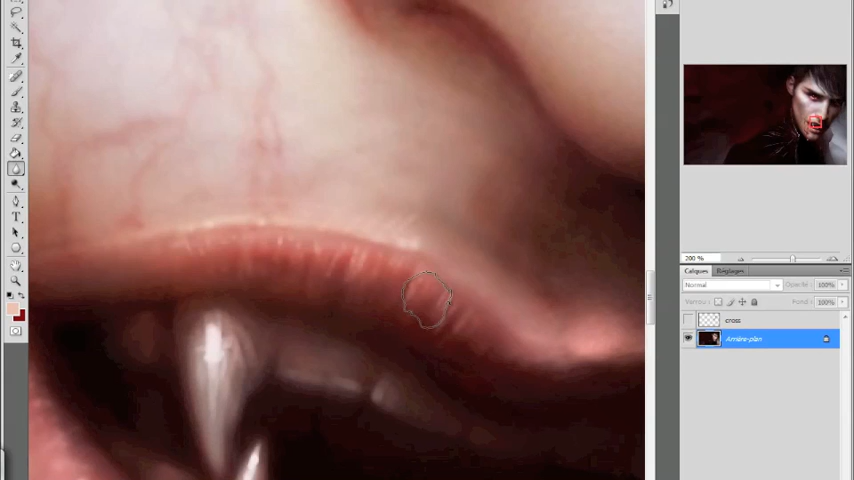 200 %
Calques
Réglages
Normal
Opacité : 100%
Verrou :
Fond : 100%
cross
Arrière-plan